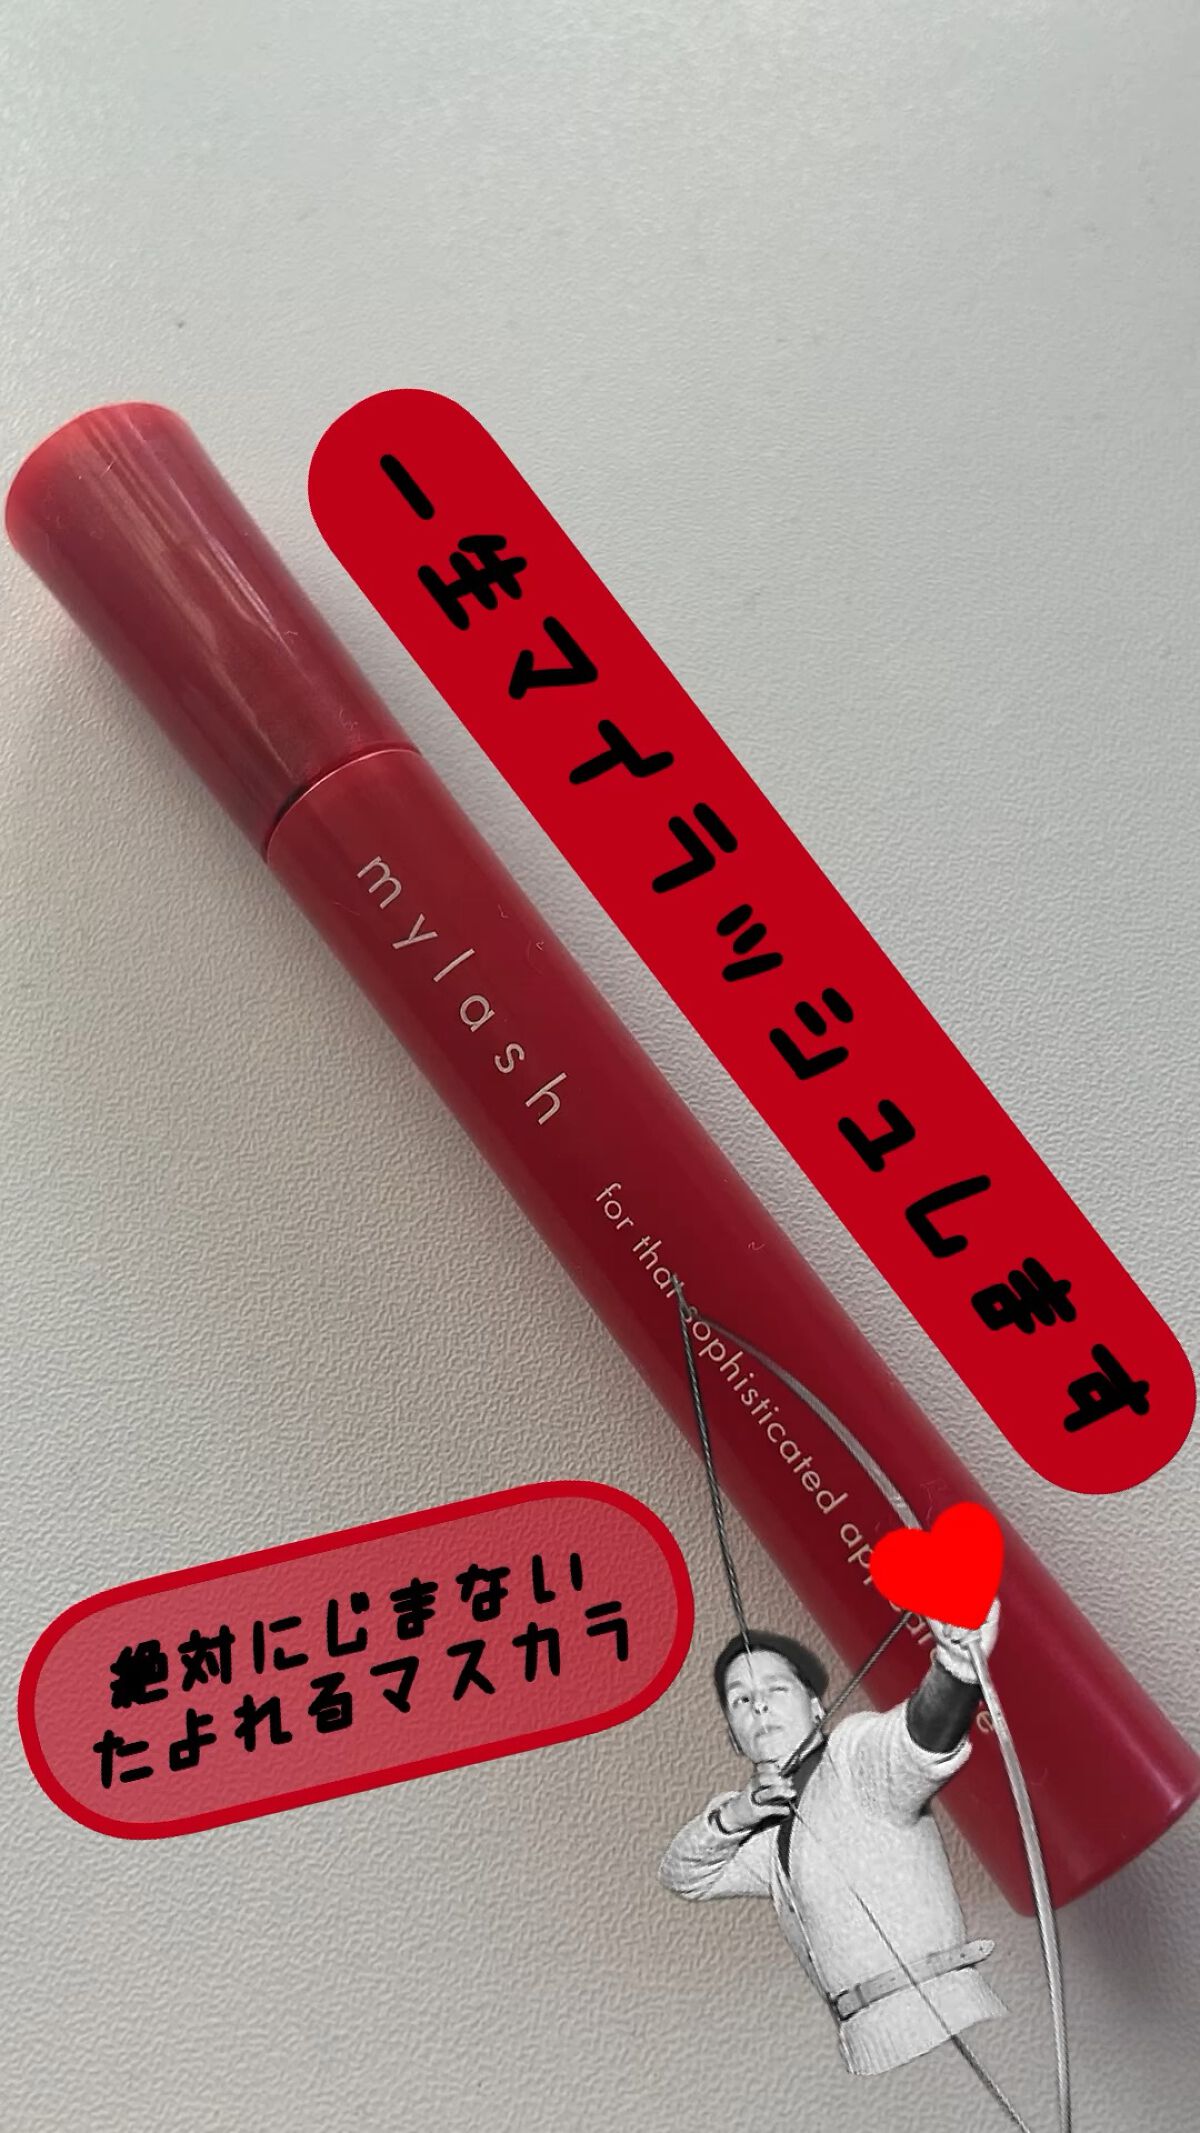 一生マイラッシュします
mylash
for that sophisticated appearance
絶対にじまない
たよれるマスカラ